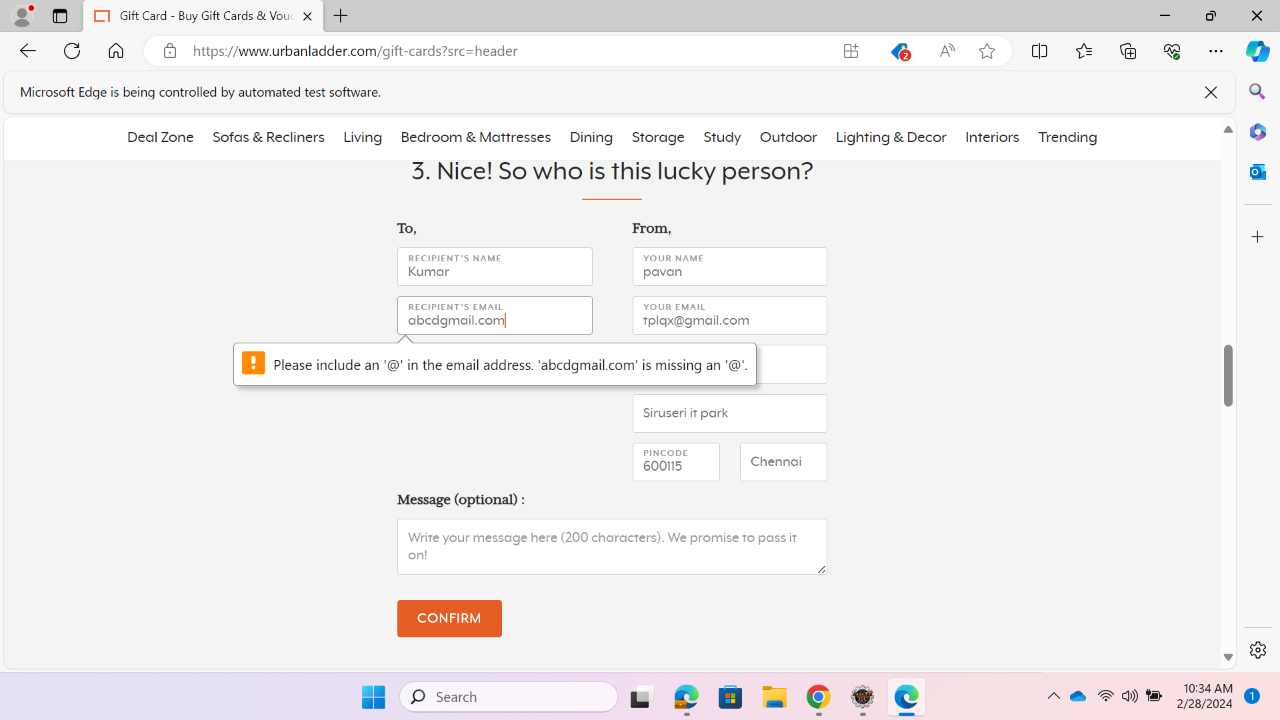 Gift Card - Buy Gift Cards & Vou
https://www.urbanladder.com/gift-cards?src=header
2
Microsoft Edge is being controlled by automated test software.
Deal Zone Sofas & Recliners Living Bedroom & Mattresses Dining Storage Study Outdoor Lighting & Decor Interiors Trending
3. Nice! So who is this lucky person?
To, From,
RECIPIENT'S NAME YOUR NAME
Kumar pavan
RECIPIENT'S EMAIL YOUR EMAIL
abcdgmail.com tplqx@gmail.com
! Please include an '@' in the email address. 'abcdgmail.com' is missing an '@'.
Siruseri it park
PINCODE
600115 Chennai
Message (optional) :
Write your message here (200 characters). We promise to pass it
on!
CONFIRM
Search
10:34 AM
2/28/2024
1